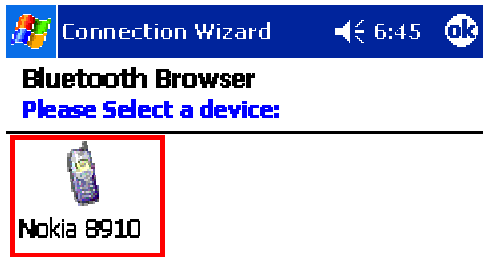 Connection Wizard 6:45 ok
Bluetooth Browser
Please Select a device:
Nokia 8910